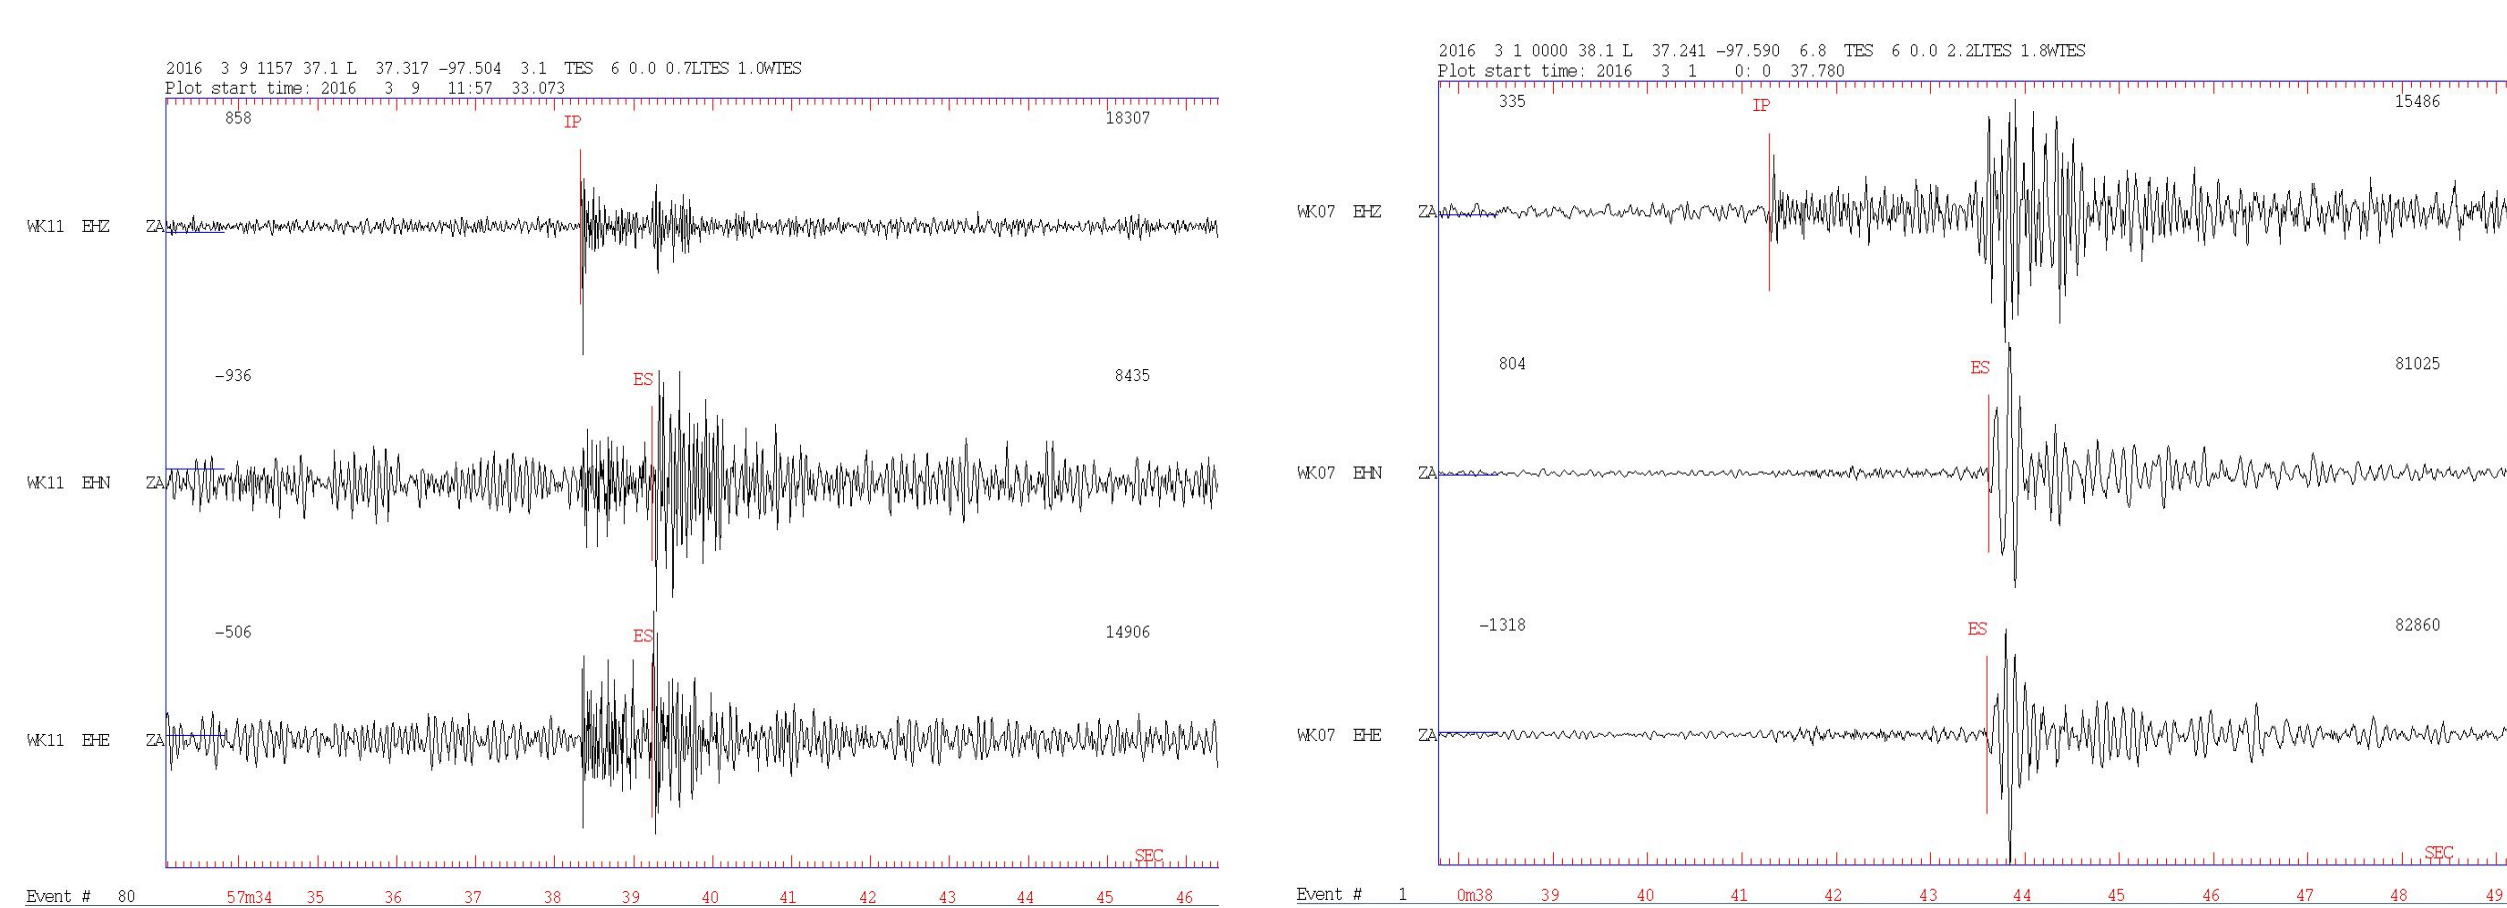 2016 3 9 1157 37.1 L 37.317 -97.504 3.1 TES 6 0.0 0.7LTES 1.0WTES
Plot start time: 2016 3 9 11:57 33.073
858 18307
IP
WK11 EHZ ZA
-936 8435
ES
WK11 EHN ZA
-506 14906
ES
WK11 EHE ZA
SEC
Event # 80 57m34 35 36 37 38 39 40 41 42 43 44 45 46
2016 3 1 0000 38.1 L 37.241 -97.590 6.8 TES 6 0.0 2.2LTES 1.8WTES
Plot start time: 2016 3 1 0: 0 37.780
335 15486
IP
WK07 EHZ ZA
804 81025
ES
WK07 EHN ZA
-1318 82860
ES
WK07 EHE ZA
SEC
Event # 1 0m38 39 40 41 42 43 44 45 46 47 48 49